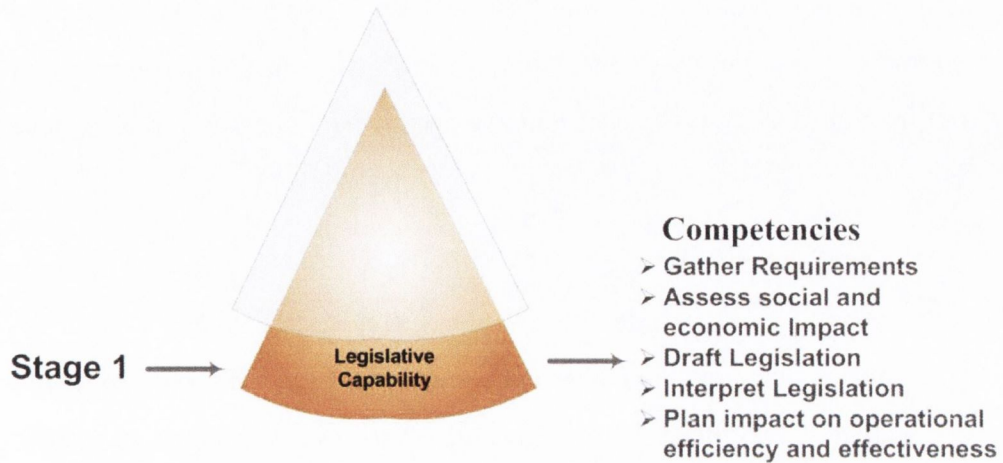 Stage 1
Legislative
Capability
Competencies
➢ Gather Requirements
➢ Assess social and
economic Impact
➢ Draft Legislation
➢ Interpret Legislation
➢ Plan impact on operational
efficiency and effectiveness